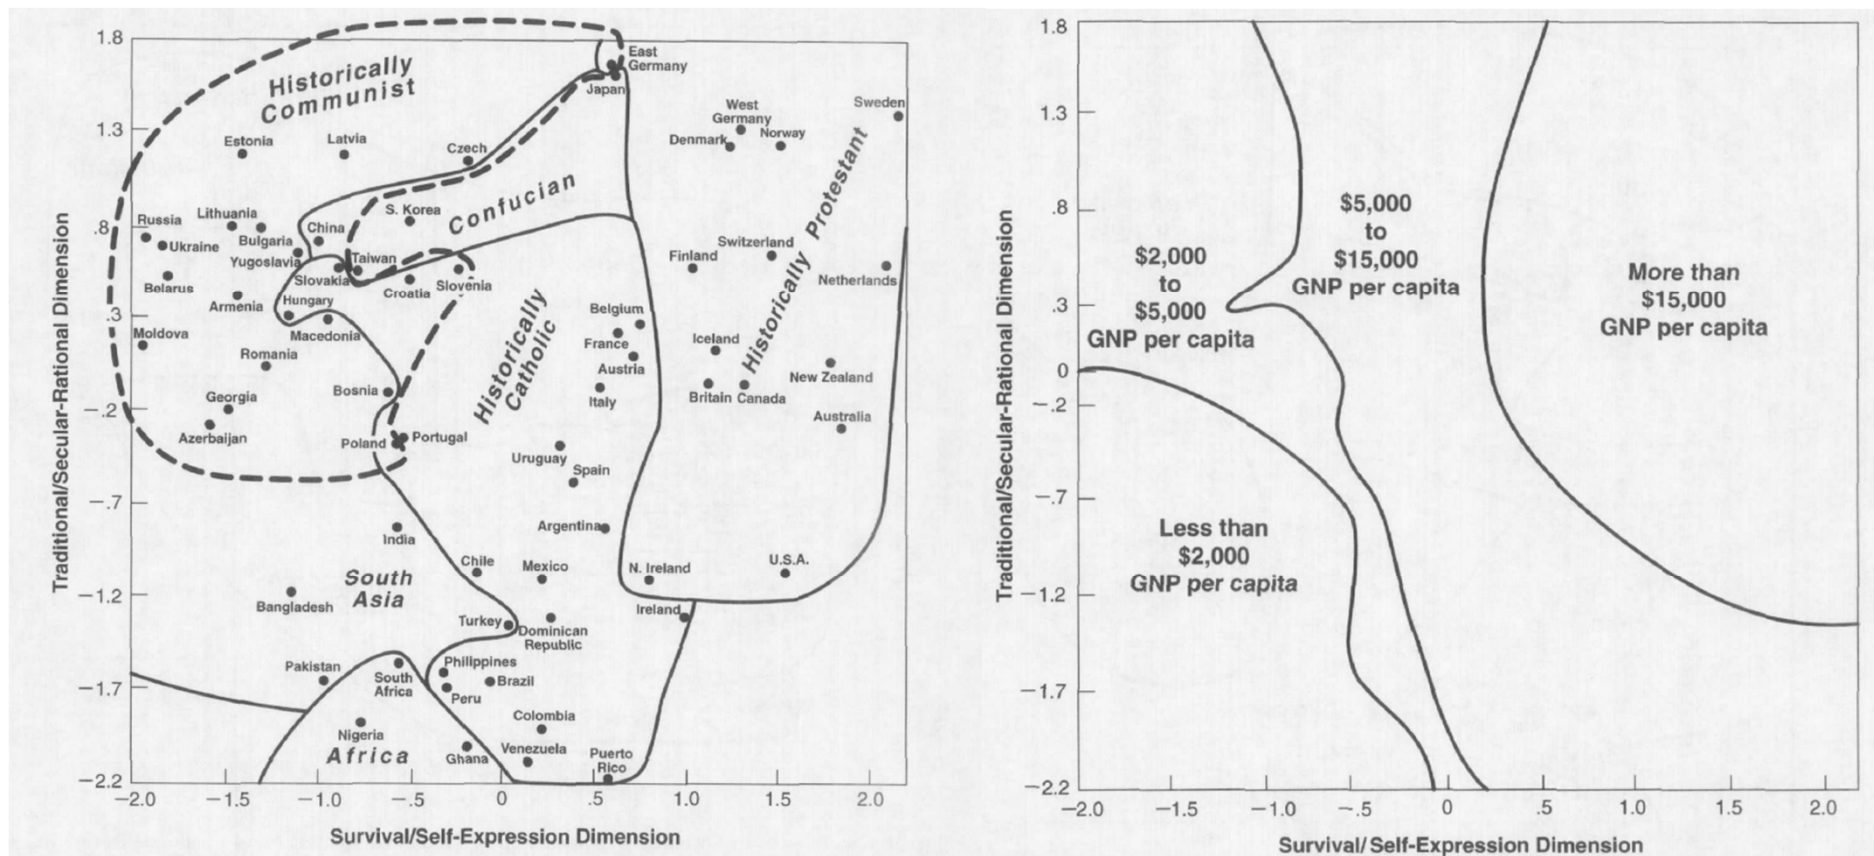 1.8
1.3
.8
.3
−.2
−.7
−1.2
−1.7
−2.2
−2.0
−1.5
−1.0
−.5
0
.5
1.0
1.5
2.0
Traditional/Secular-Rational Dimension
Survival/Self-Expression Dimension
Historically
Communist
East
Germany
Japan
Estonia
Latvia
Czech
West
Germany
Denmark
Norway
Sweden
Confucian
S. Korea
Russia
Lithuania
Bulgaria
China
Ukraine
Yugoslavia
Taiwan
Belarus
Slovakia
Croatia
Slovenia
Armenia
Hungary
Macedonia
Moldova
Romania
Georgia
Azerbaijan
Bosnia
Poland
Portugal
Historically
Catholic
Belgium
France
Austria
Italy
Uruguay
Spain
Argentina
Historically Protestant
Switzerland
Finland
Netherlands
Iceland
Britain
Canada
New Zealand
Australia
N. Ireland
U.S.A.
Ireland
India
South
Asia
Bangladesh
Chile
Mexico
Turkey
Dominican
Republic
Pakistan
South
Africa
Philippines
Peru
Brazil
Nigeria
Africa
Ghana
Colombia
Venezuela
Puerto
Rico
1.8
1.3
.8
.3
0
−.2
−.7
−1.2
−1.7
−2.2
−2.0
−1.5
−1.0
−.5
0
.5
1.0
1.5
2.0
Traditional/Secular-Rational Dimension
Survival/Self-Expression Dimension
$2,000
to
$5,000
GNP per capita
$5,000
to
$15,000
GNP per capita
More than
$15,000
GNP per capita
Less than
$2,000
GNP per capita